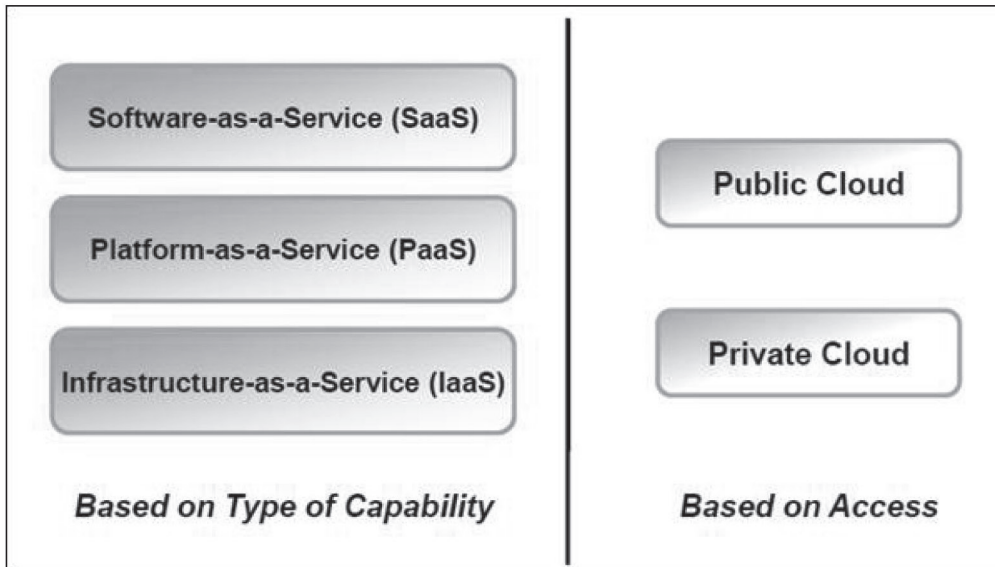 Software-as-a-Service (SaaS)
Platform-as-a-Service (PaaS)
Infrastructure-as-a-Service (IaaS)
Based on Type of Capability
Public Cloud
Private Cloud
Based on Access